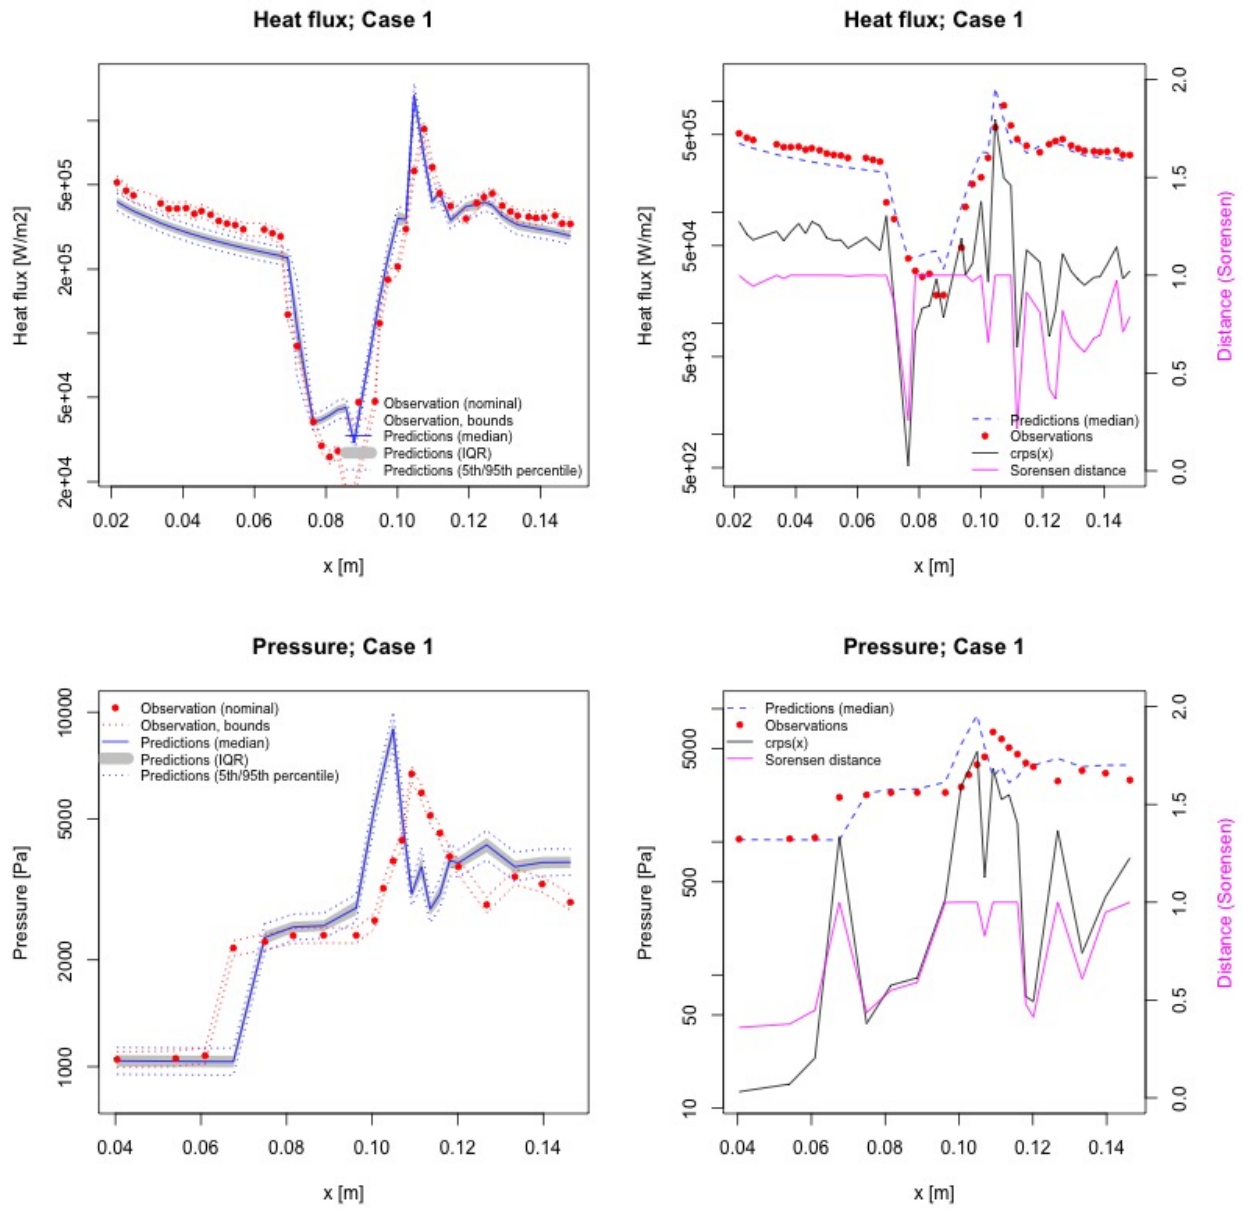 Heat flux; Case 1
Heat flux [W/m2]
5e+05
2e+05
5e+04
2e+04
Observation (nominal)
Observation, bounds
Predictions (median)
Predictions (IQR)
Predictions (5th/95th percentile)
0.02 0.04 0.06 0.08 0.10 0.12 0.14
x [m]
Heat flux; Case 1
Heat flux [W/m2]
5e+05
5e+04
5e+03
5e+02
Predictions (median)
Observations
crps(x)
Sorensen distance
2.0
1.5
1.0
0.5
0.0
Distance (Sorensen)
0.02 0.04 0.06 0.08 0.10 0.12 0.14
x [m]
Pressure; Case 1
Pressure [Pa]
10000
5000
2000
1000
Observation (nominal)
Observation, bounds
Predictions (median)
Predictions (IQR)
Predictions (5th/95th percentile)
0.04 0.06 0.08 0.10 0.12 0.14
x [m]
Pressure; Case 1
Pressure [Pa]
5000
500
50
10
Predictions (median)
Observations
crps(x)
Sorensen distance
2.0
1.5
1.0
0.5
0.0
Distance (Sorensen)
0.04 0.06 0.08 0.10 0.12 0.14
x [m]